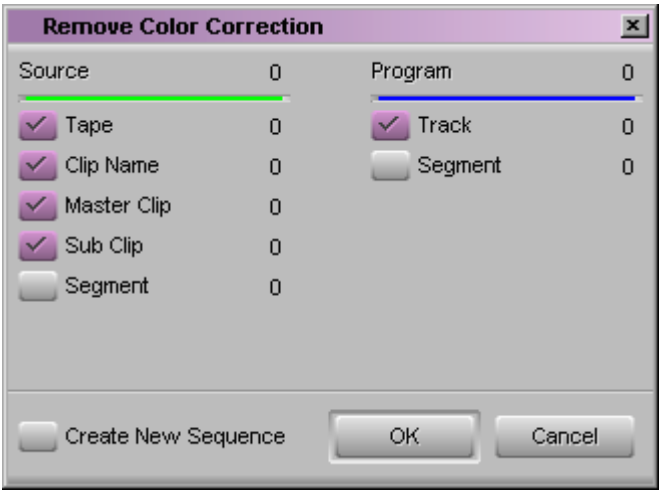 Remove Color Correction
Source 0
Tape 0
Clip Name 0
Master Clip 0
Sub Clip 0
Segment 0
Program 0
Track 0
Segment 0
Create New Sequence
OK
Cancel